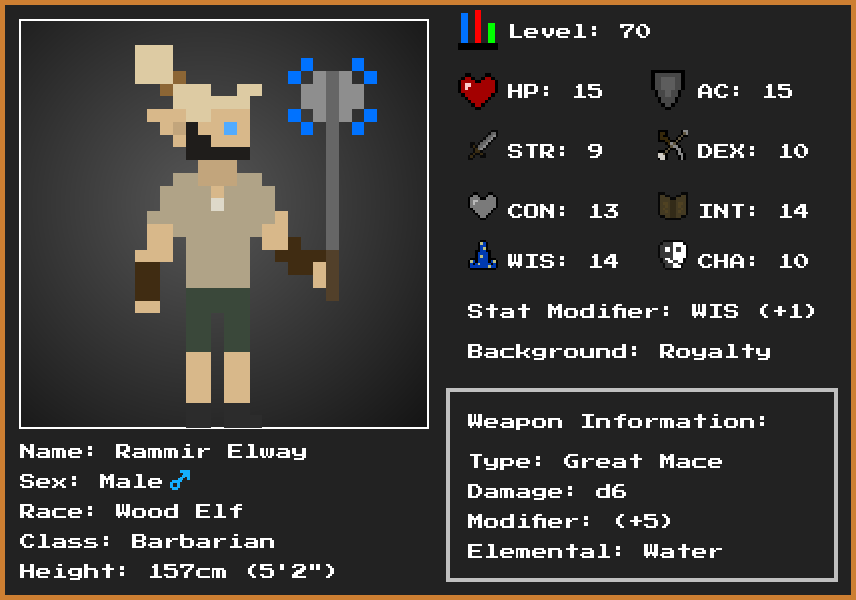 Level: 70
HP: 15
AC: 15
STR: 9
DEX: 10
CON: 13
INT: 14
WIS: 14
CHA: 10
Stat Modifier: WIS (+1)
Background: Royalty
Weapon Information:
Type: Great Mace
Damage: d6
Modifier: (+5)
Elemental: Water
Name: Rammir Elway
Sex: Male♂
Race: Wood Elf
Class: Barbarian
Height: 157cm (5'2")